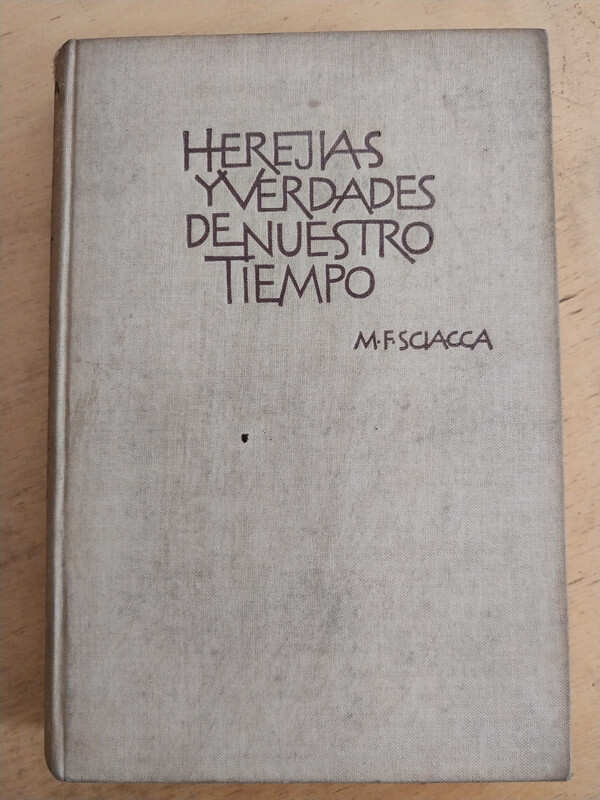 HEREJIAS
Y VERDADES
DE NUESTRO
TIEMPO
M·F·SCIACCA